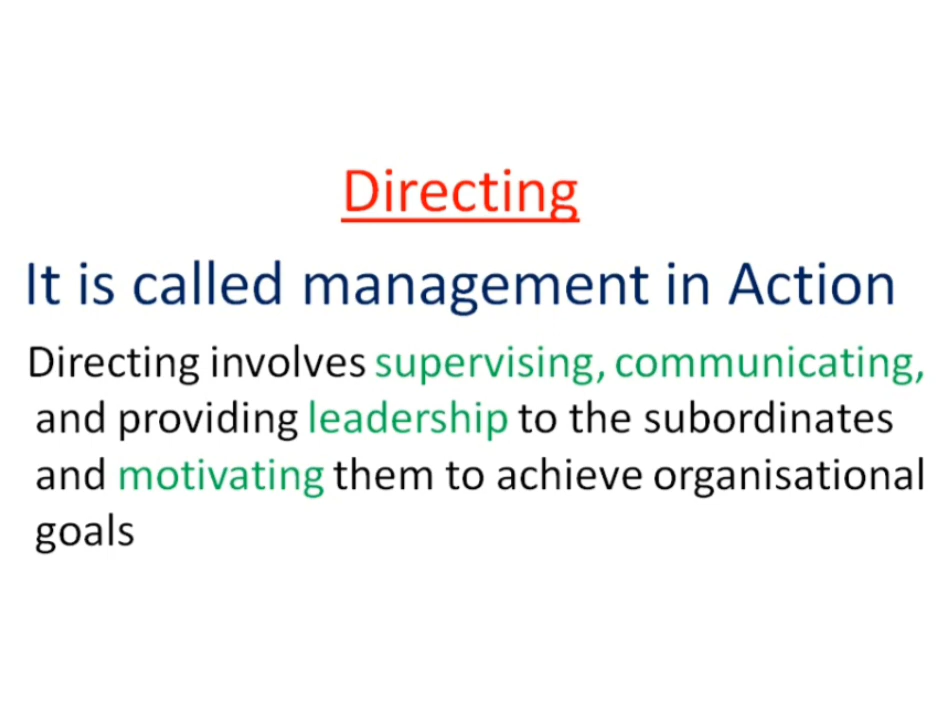 Directing
It is called management in Action
Directing involves supervising, communicating,
and providing leadership to the subordinates
and motivating them to achieve organisational
goals